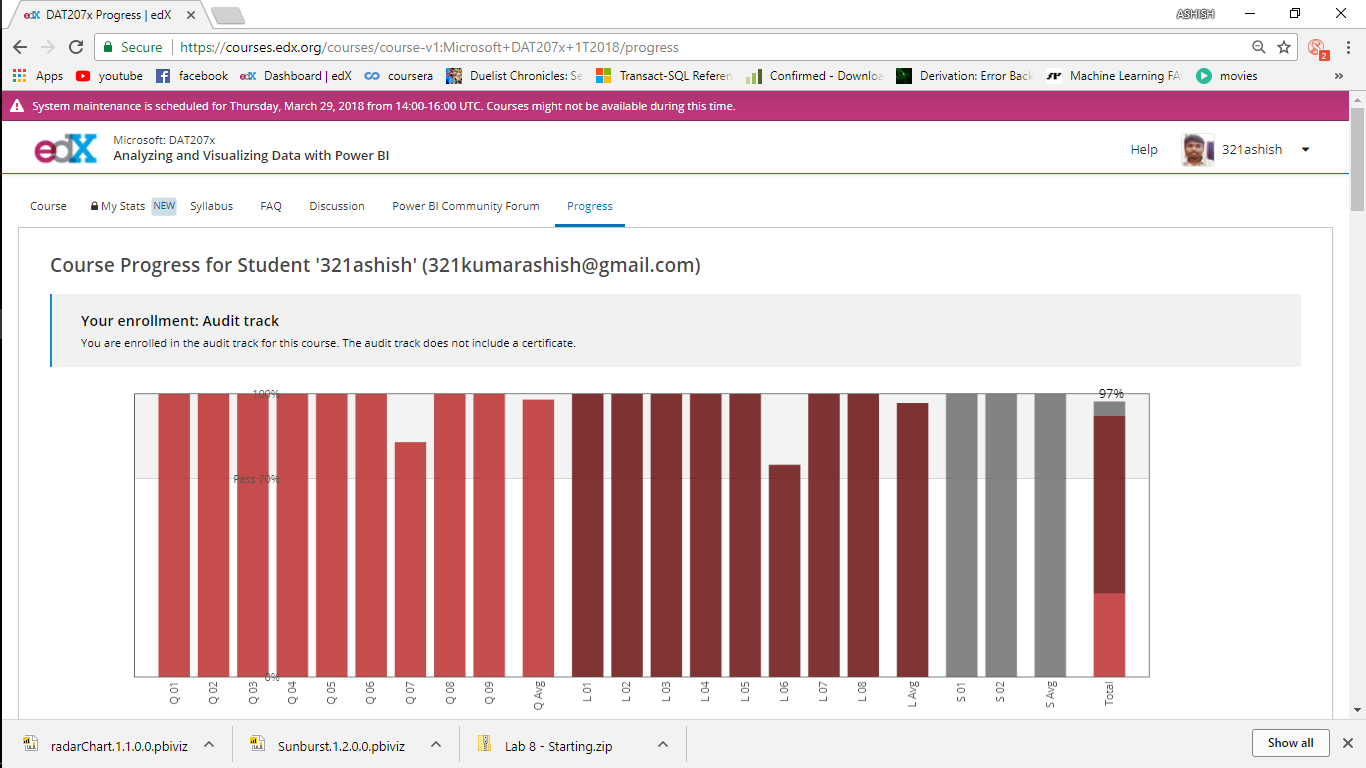 DAT207x Progress | edX
ASHISH
Secure
https://courses.edx.org/courses/course-v1:Microsoft+DAT207x+1T2018/progress
2
Apps youtube facebook Dashboard | edX coursera Duelist Chronicles: Se Transact-SQL Referen Confirmed - Downloa Derivation: Error Back Machine Learning FA movies »
System maintenance is scheduled for Thursday, March 29, 2018 from 14:00-16:00 UTC. Courses might not be available during this time.
edX
Microsoft: DAT207x
Analyzing and Visualizing Data with Power BI
Help 321ashish
Course My Stats NEW Syllabus FAQ Discussion Power BI Community Forum Progress
Course Progress for Student '321ashish' (321kumarashish@gmail.com)
Your enrollment: Audit track
You are enrolled in the audit track for this course. The audit track does not include a certificate.
100%
97%
Pass 70%
0%
Q 01 Q 02 Q 03 Q 04 Q 05 Q 06 Q 07 Q 08 Q 09 Q Avg L 01 L 02 L 03 L 04 L 05 L 06 L 07 L 08 L Avg S 01 S 02 S Avg Total
radarChart.1.1.0.0.pbiviz Sunburst.1.2.0.0.pbiviz Lab 8 - Starting.zip Show all